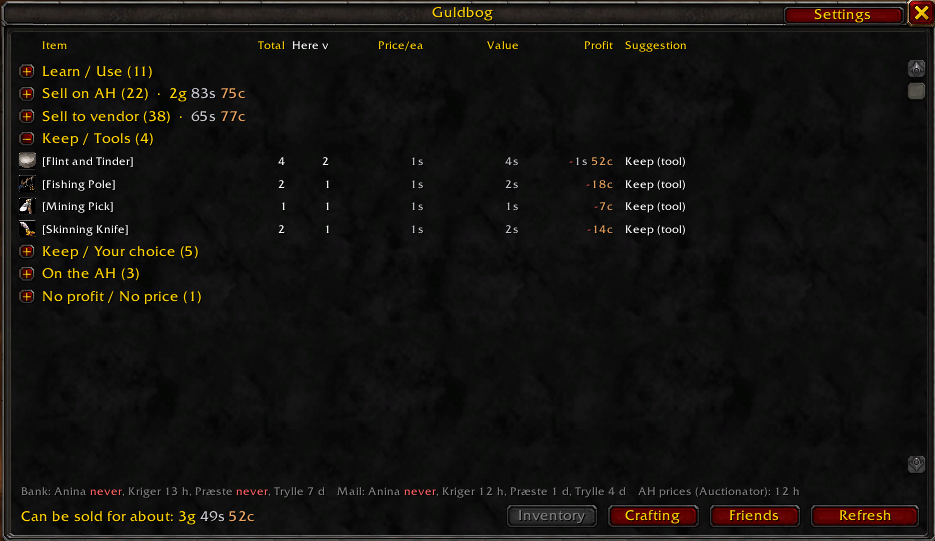 Guldbog
Settings
Item Total Here v Price/ea Value Profit Suggestion
Learn / Use (11)
Sell on AH (22) · 2g 83s 75c
Sell to vendor (38) · 65s 77c
Keep / Tools (4)
[Flint and Tinder] 4 2 1s 4s -1s 52c Keep (tool)
[Fishing Pole] 2 1 1s 2s -18c Keep (tool)
[Mining Pick] 1 1 1s 1s -7c Keep (tool)
[Skinning Knife] 2 1 1s 2s -14c Keep (tool)
Keep / Your choice (5)
On the AH (3)
No profit / No price (1)
Bank: Anina never, Kriger 13 h, Præste never, Trylle 7 d Mail: Anina never, Kriger 12 h, Præste 1 d, Trylle 4 d AH prices (Auctionator): 12 h
Can be sold for about: 3g 49s 52c Inventory Crafting Friends Refresh